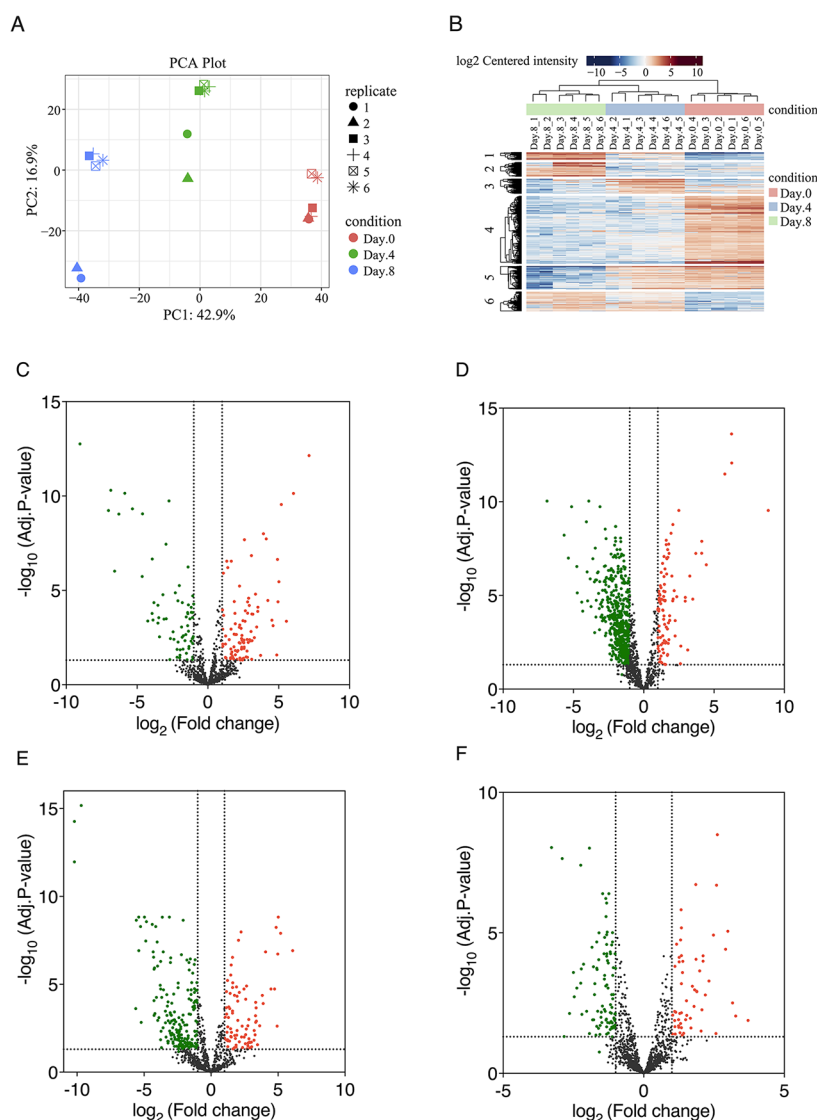 A
PCA Plot
20
0
−20
−40
−20
0
20
40
PC2: 16.9%
PC1: 42.9%
replicate
1
2
3
4
5
6
condition
Day.0
Day.4
Day.8
B
log2 Centered intensity
−10 −5 0 5 10
condition
Day.8_1
Day.8_2
Day.8_3
Day.8_4
Day.8_5
Day.8_6
Day.4_2
Day.4_1
Day.4_3
Day.4_4
Day.4_6
Day.4_5
Day.0_4
Day.0_3
Day.0_2
Day.0_1
Day.0_6
Day.0_5
1
2
3
4
5
6
condition
Day.0
Day.4
Day.8
C
-log10 (Adj.P-value)
15
10
5
0
-10 -5 0 5 10
log2 (Fold change)
D
-log10 (Adj.P-value)
15
10
5
0
-10 -5 0 5 10
log2 (Fold change)
E
-log10 (Adj.P-value)
15
10
5
0
-10 -5 0 5 10
log2 (Fold change)
F
-log10 (Adj.P-value)
10
5
0
-5 0 5
log2 (Fold change)